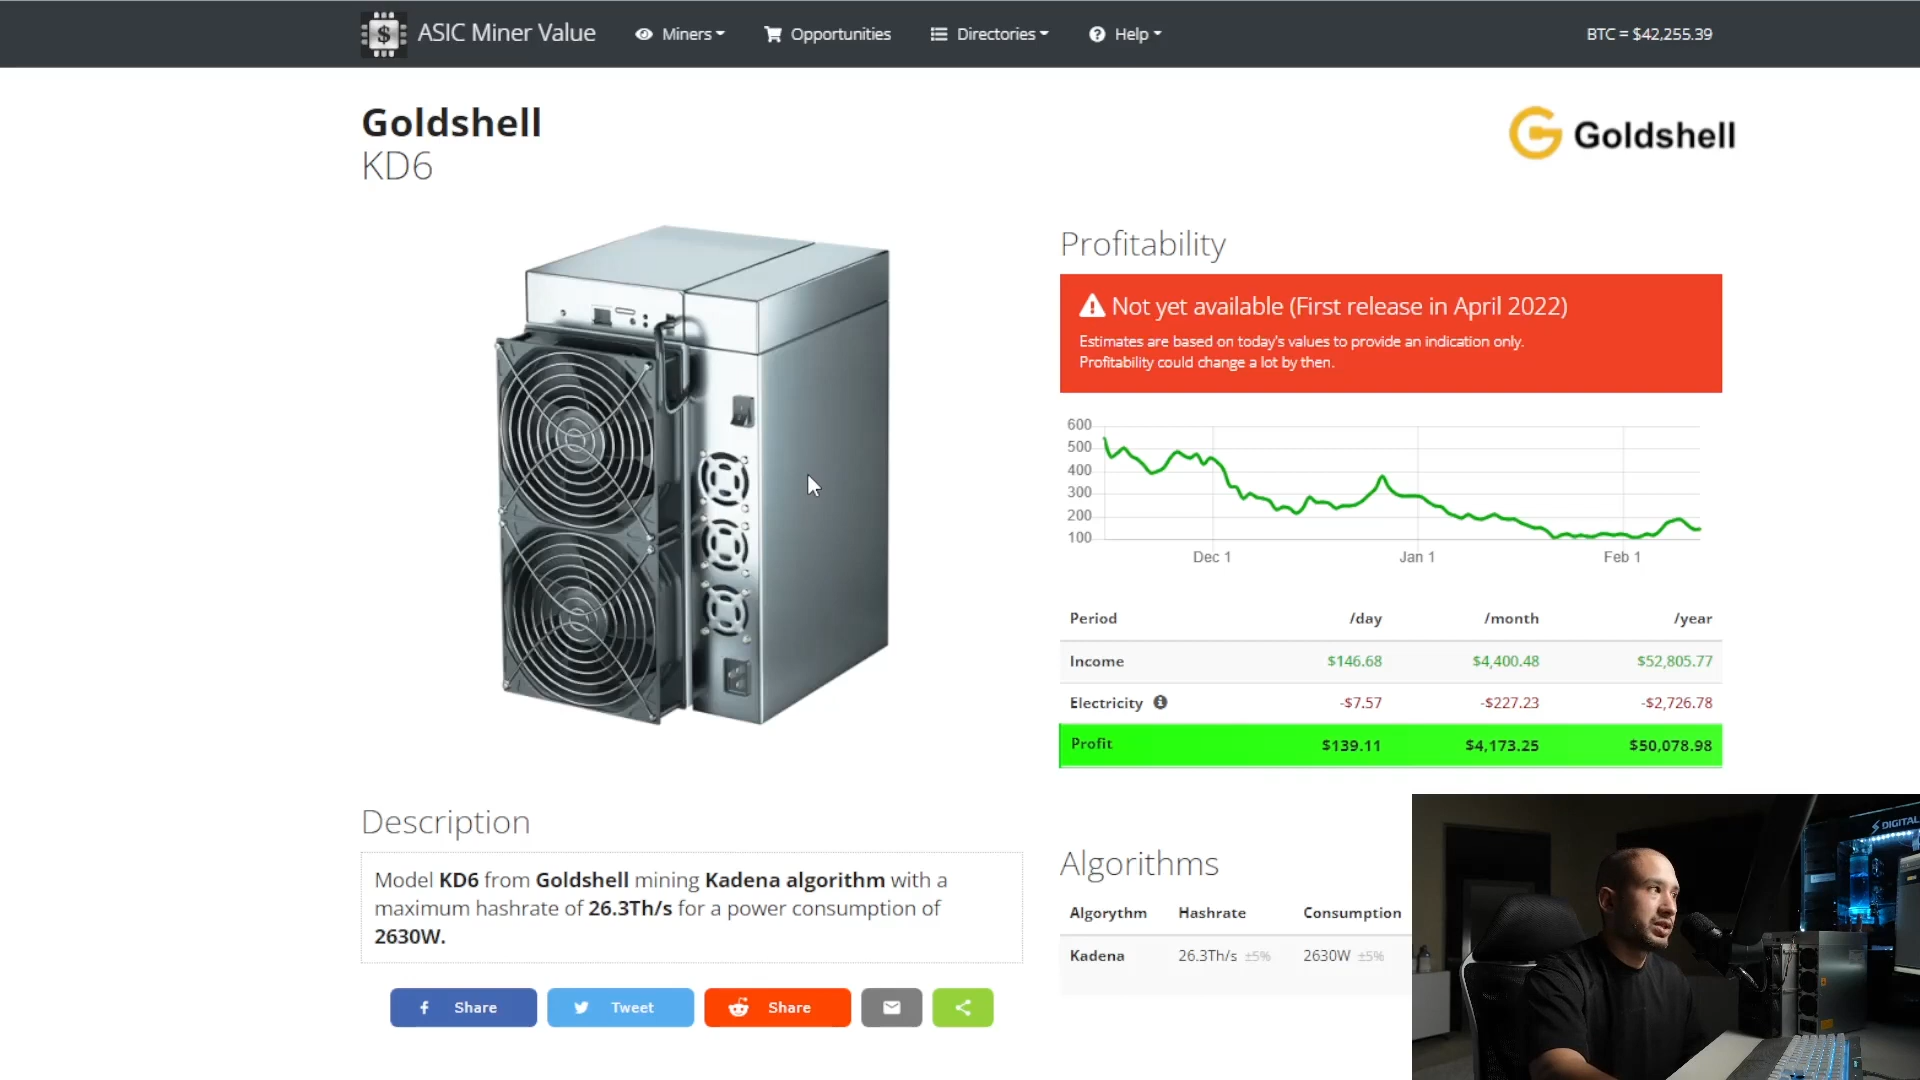 ASIC Miner Value
Miners
Opportunities
Directories
Help
BTC = $42,255.39
Goldshell
KD6
Goldshell
Profitability
Not yet available (First release in April 2022)
Estimates are based on today's values to provide an indication only.
Profitability could change a lot by then.
600
500
400
300
200
100
Dec 1
Jan 1
Feb 1
Period /day /month /year
Income $146.68 $4,400.48 $52,805.77
Electricity -$7.57 -$227.23 -$2,726.78
Profit $139.11 $4,173.25 $50,078.98
Description
Model KD6 from Goldshell mining Kadena algorithm with a
maximum hashrate of 26.3Th/s for a power consumption of
2630W.
Share
Tweet
Share
Algorithms
Algorythm Hashrate Consumption
Kadena 26.3Th/s ±5% 2630W ±5%
DIGITAL